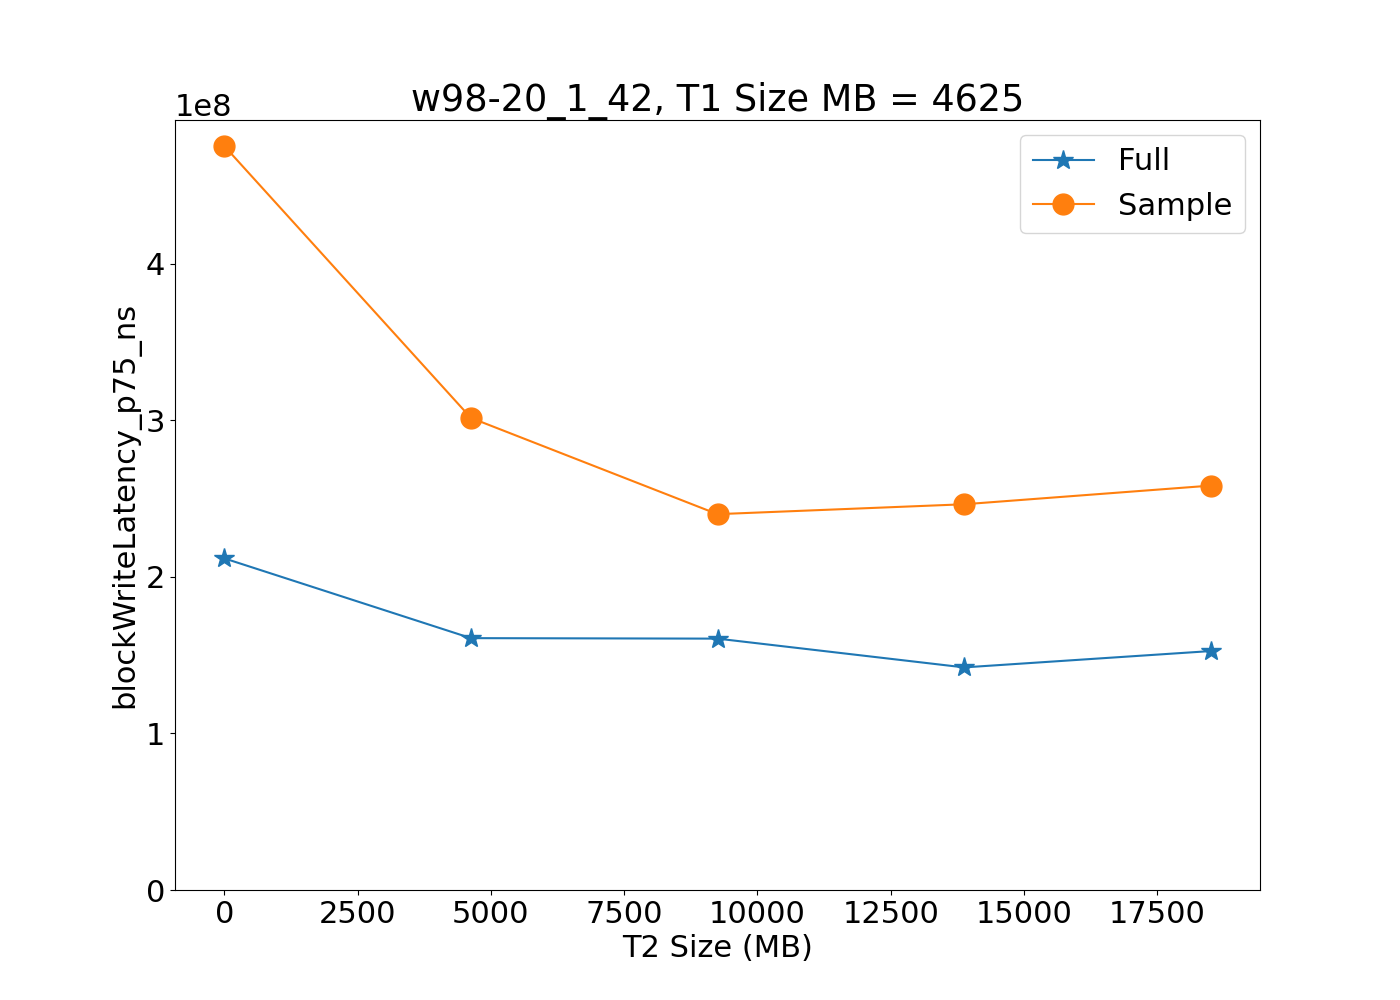 w98-20_1_42, T1 Size MB = 4625
1e8
Full
Sample
4
3
2
1
0
blockWriteLatency_p75_ns
0 2500 5000 7500 10000 12500 15000 17500
T2 Size (MB)